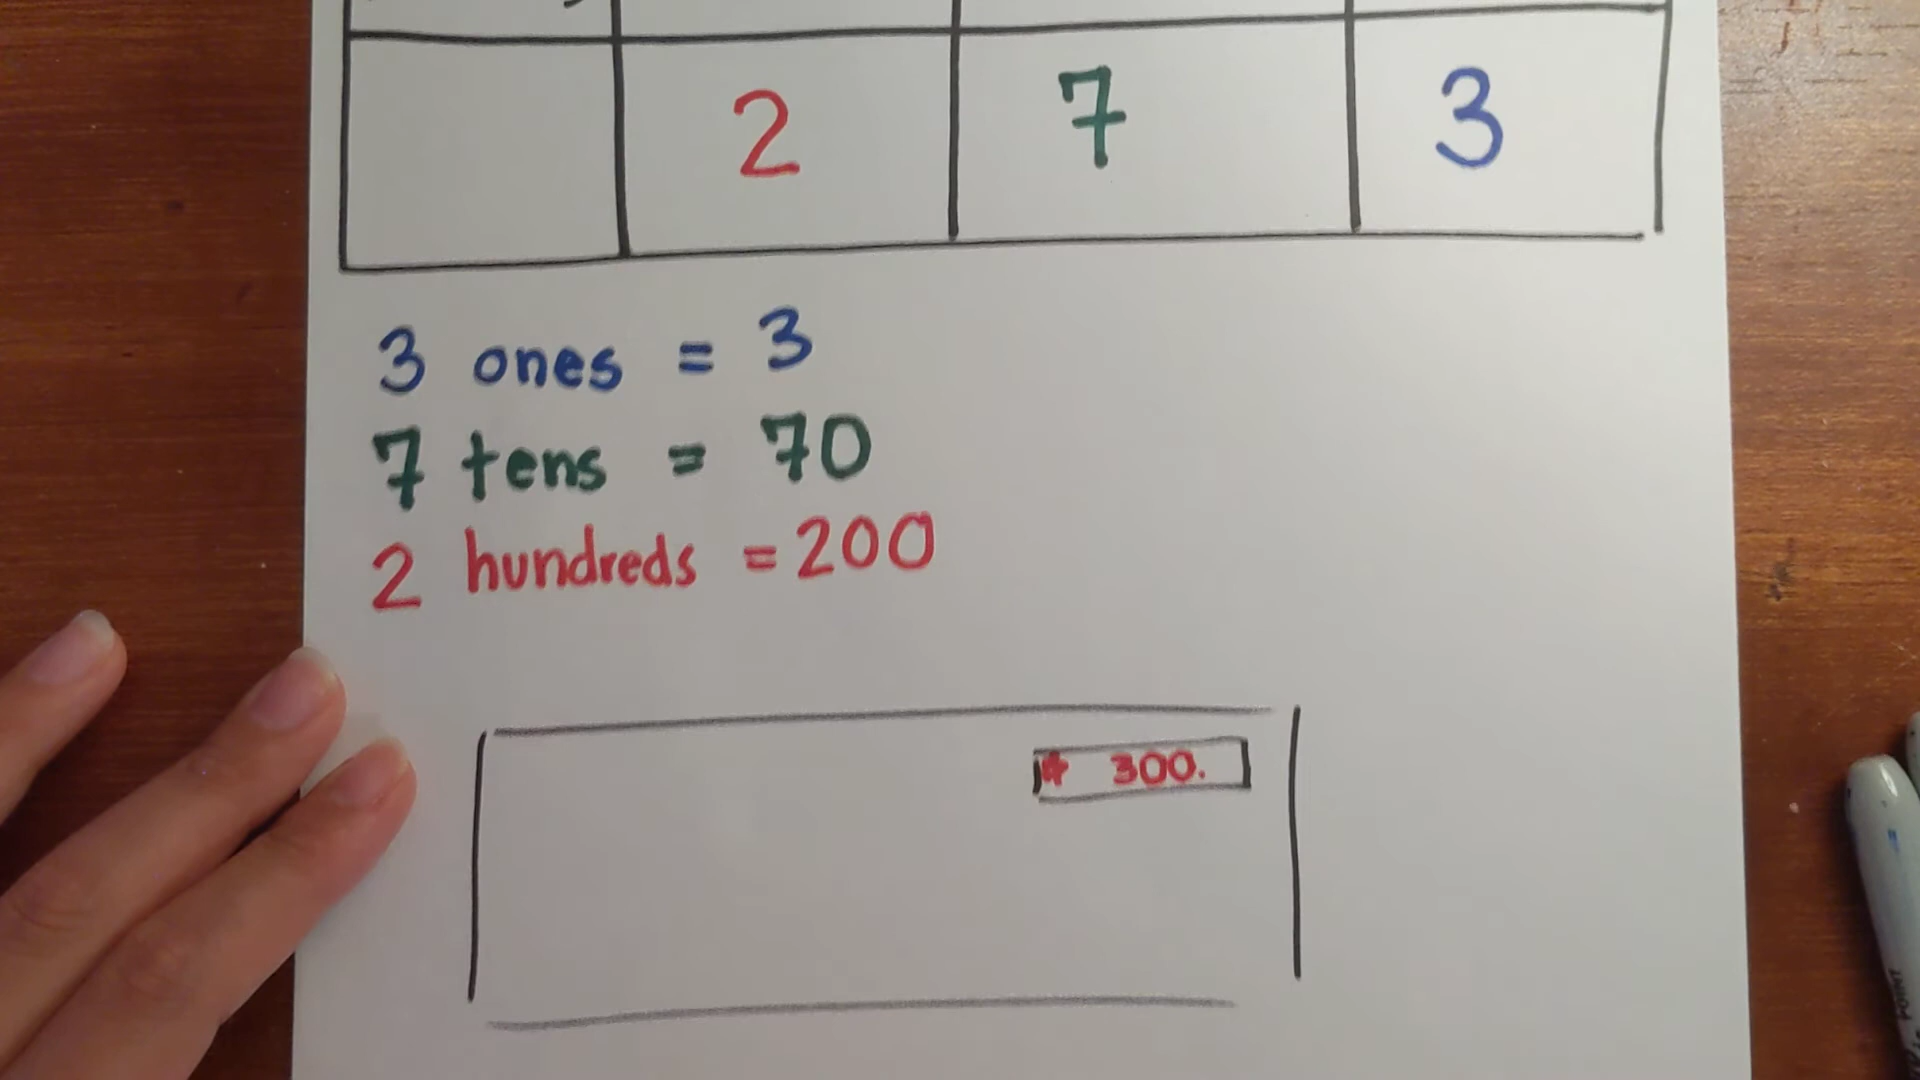 2 7 3
3 ones = 3
7 tens = 70
2 hundreds = 200
300.